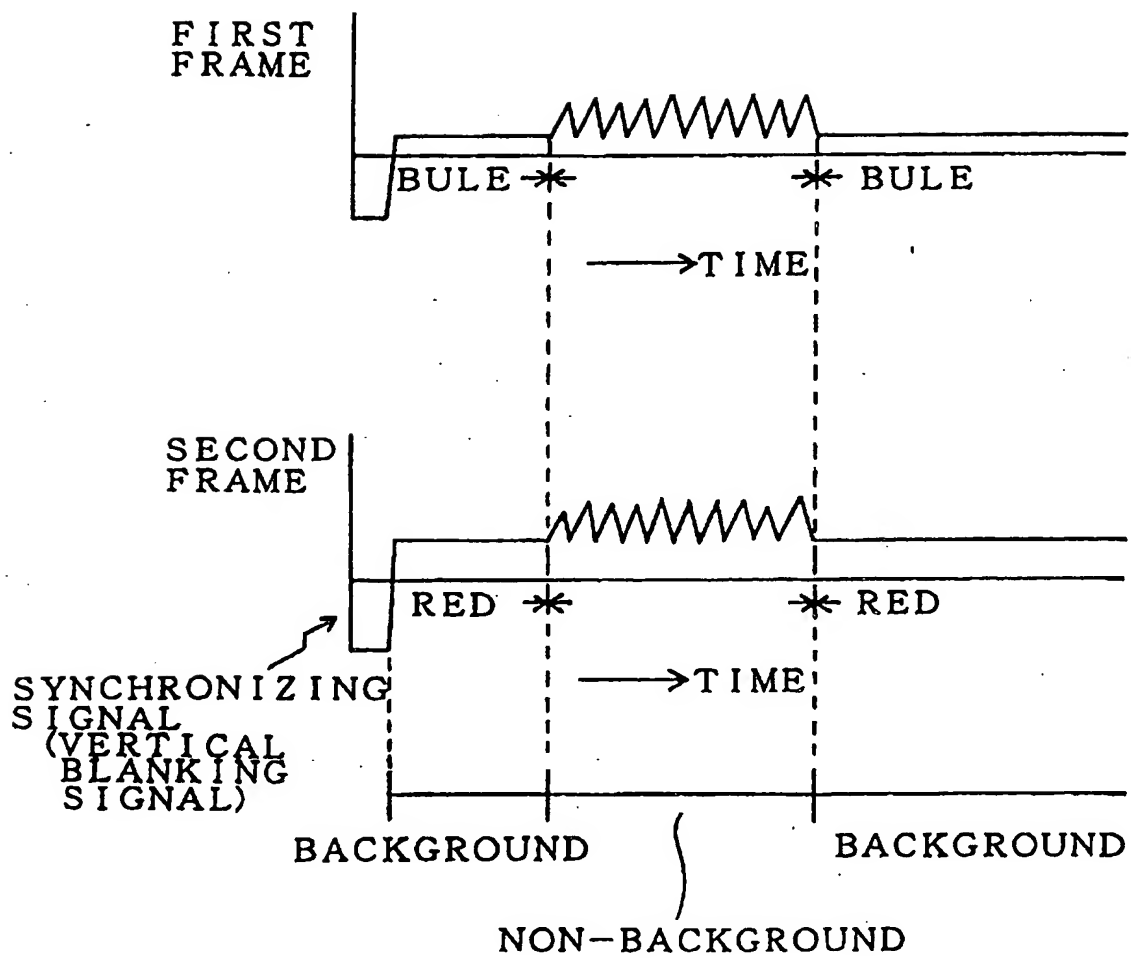 FIRST
FRAME
BULE
BULE
TIME
SECOND
FRAME
RED
RED
TIME
SYNCHRONIZING
SIGNAL
(VERTICAL
BLANKING
SIGNAL)
BACKGROUND
BACKGROUND
NON-BACKGROUND